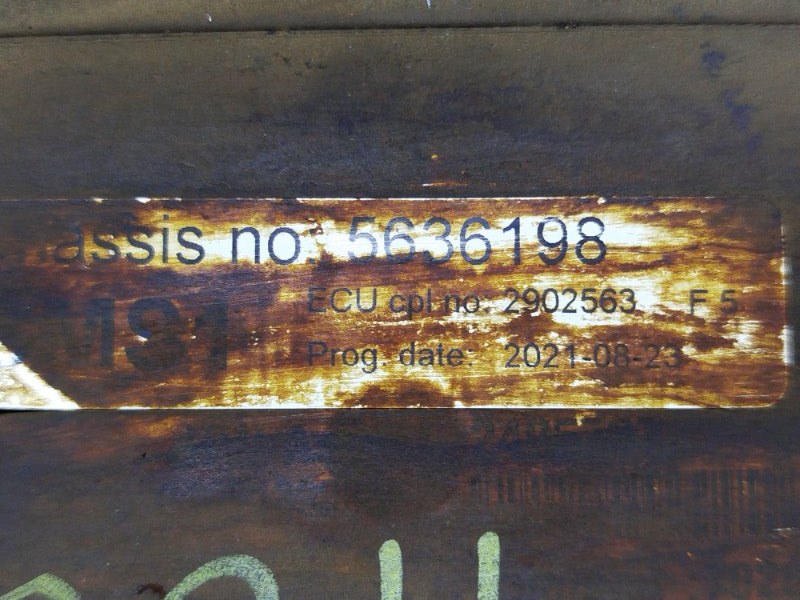 assis no: 5636198
ECU cpl no: 2902563 F 5
Prog. date: 2021-08-23